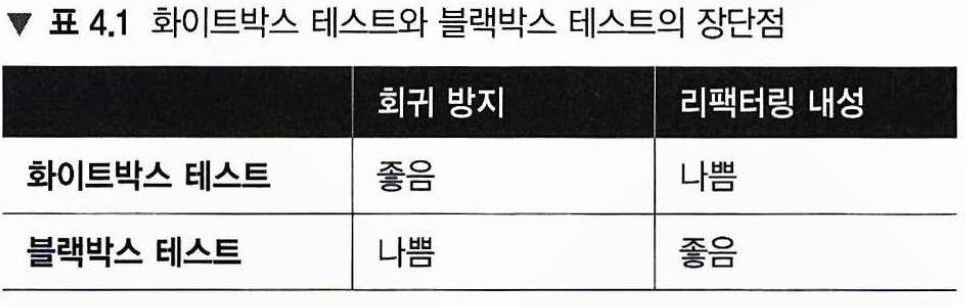 ▼ 표 4.1 화이트박스 테스트와 블랙박스 테스트의 장단점
회귀 방지 리팩터링 내성
화이트박스 테스트 좋음 나쁨
블랙박스 테스트 나쁨 좋음